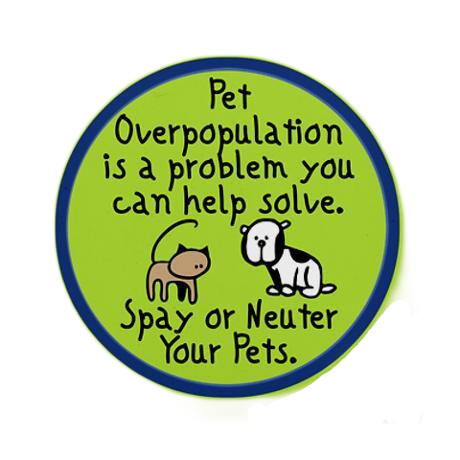 Pet
Overpopulation
is a problem you
can help solve.
Spay or Neuter
Your Pets.